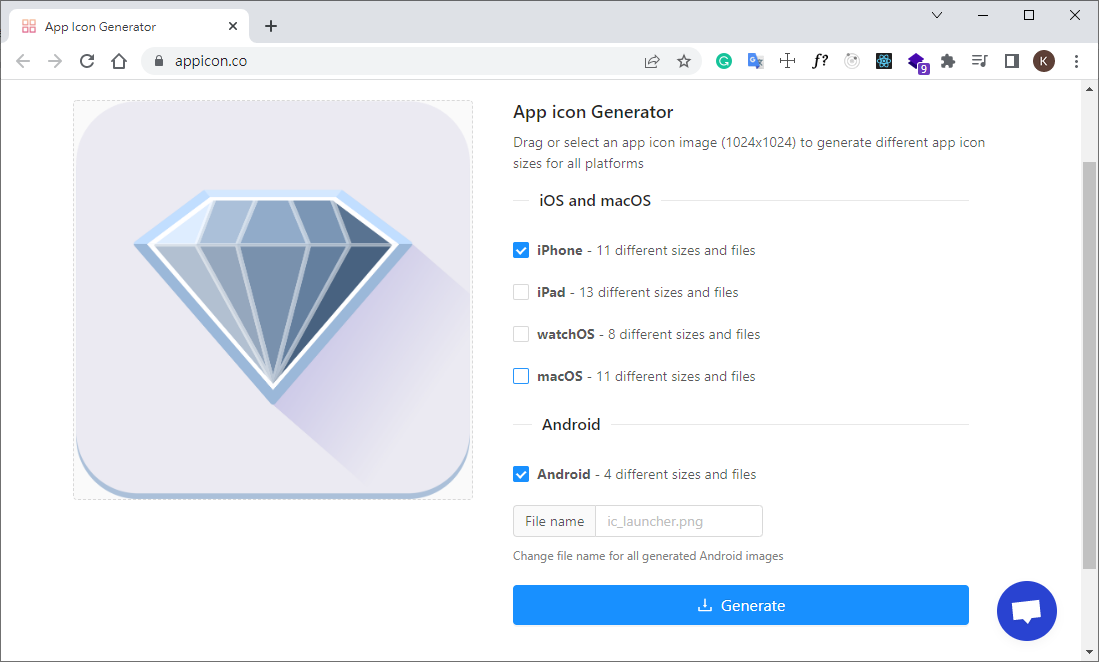 App Icon Generator
appicon.co
f?
9
K
App icon Generator
Drag or select an app icon image (1024x1024) to generate different app icon
sizes for all platforms
iOS and macOS
iPhone - 11 different sizes and files
iPad - 13 different sizes and files
watchOS - 8 different sizes and files
macOS - 11 different sizes and files
Android
Android - 4 different sizes and files
File name ic_launcher.png
Change file name for all generated Android images
Generate